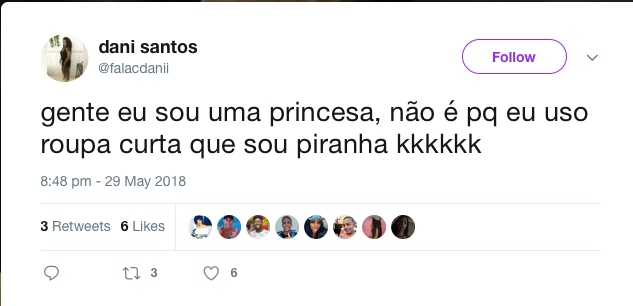 dani santos
@falacdanii
Follow
gente eu sou uma princesa, não é pq eu uso
roupa curta que sou piranha kkkkkk
8:48 pm - 29 May 2018
3 Retweets 6 Likes
3 6